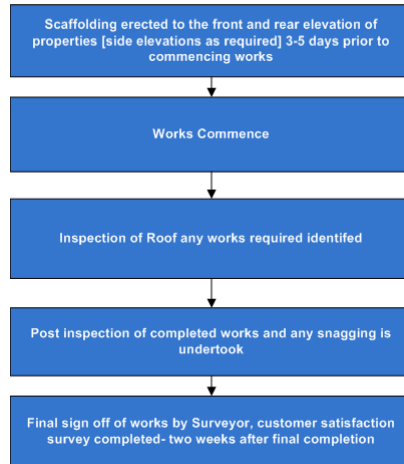 Scaffolding erected to the front and rear elevation of
properties [side elevations as required] 3-5 days prior to
commencing works
Works Commence
Inspection of Roof any works required identifed
Post inspection of completed works and any snagging is
undertook
Final sign off of works by Surveyor, customer satisfaction
survey completed- two weeks after final completion